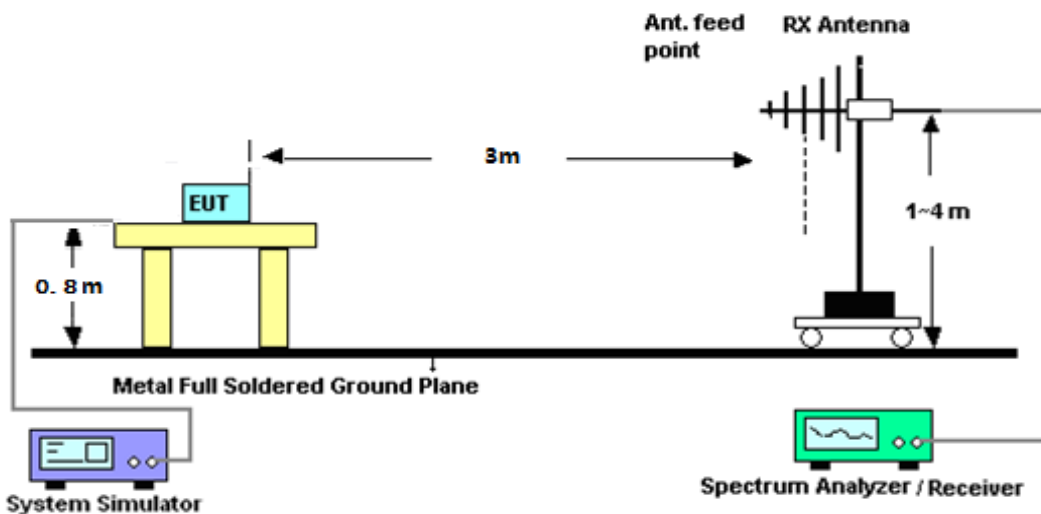 Ant. feed
point
RX Antenna
3m
EUT
1~4 m
0. 8 m
Metal Full Soldered Ground Plane
System Simulator
Spectrum Analyzer / Receiver